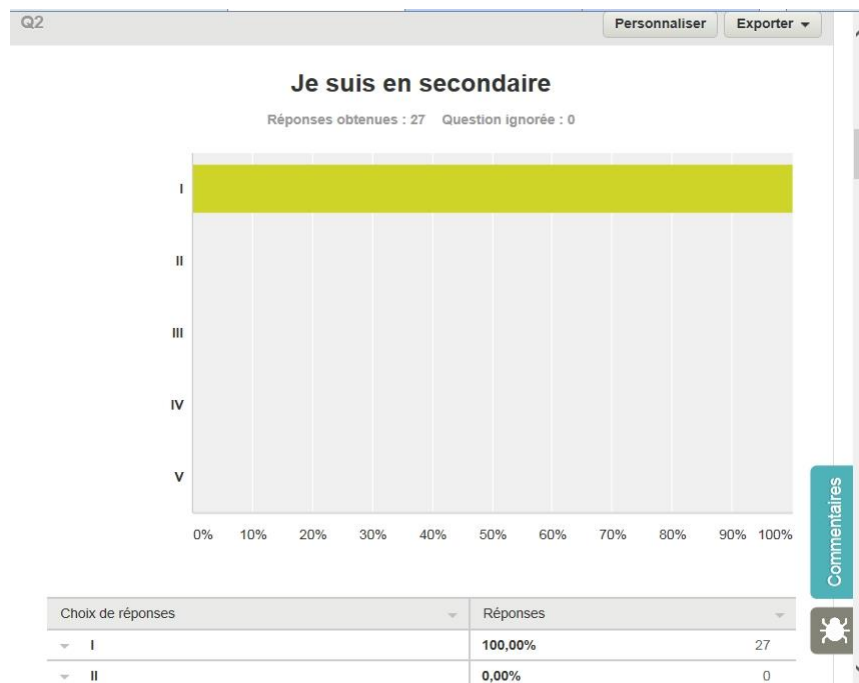 Q2 Personnaliser Exporter
Je suis en secondaire
Réponses obtenues : 27 Question ignorée : 0
I
II
III
IV
V
0% 10% 20% 30% 40% 50% 60% 70% 80% 90% 100%
Commentaires
Choix de réponses Réponses
I 100,00% 27
II 0,00% 0